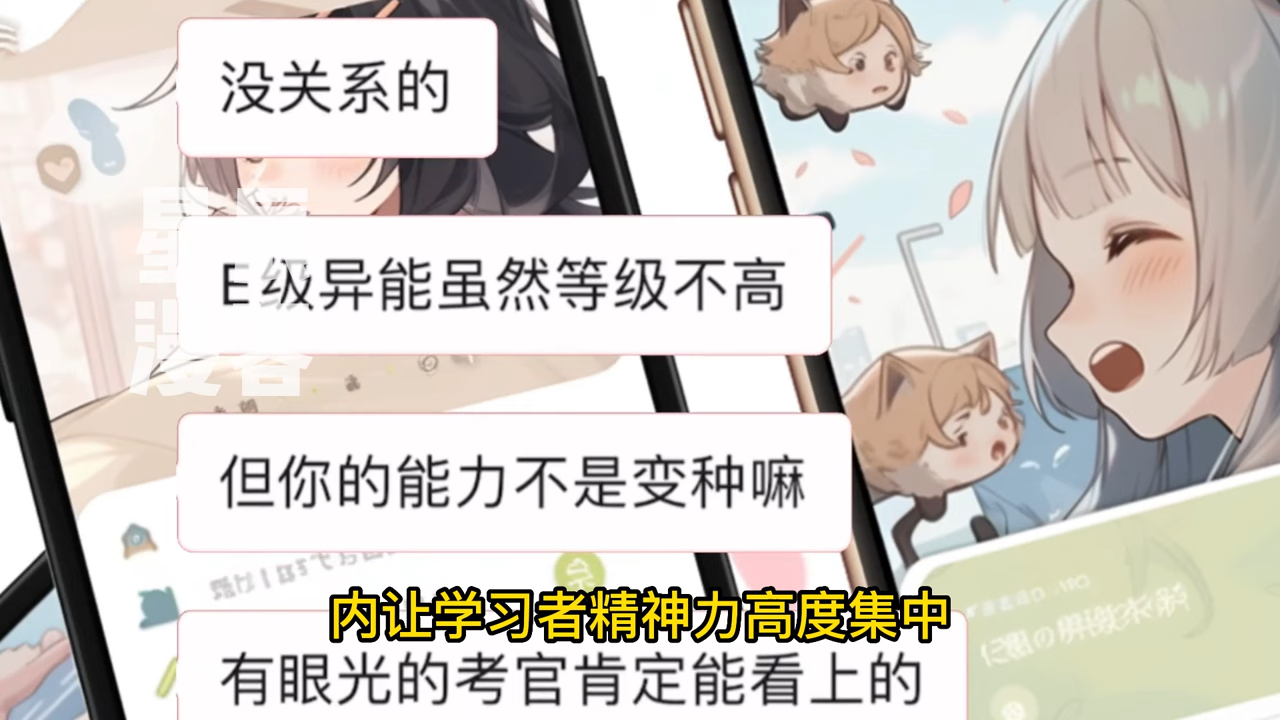 没关系的
E级异能虽然等级不高
但你的能力不是变种嘛
内让学习者精神力高度集中
有眼光的考官肯定能看上的